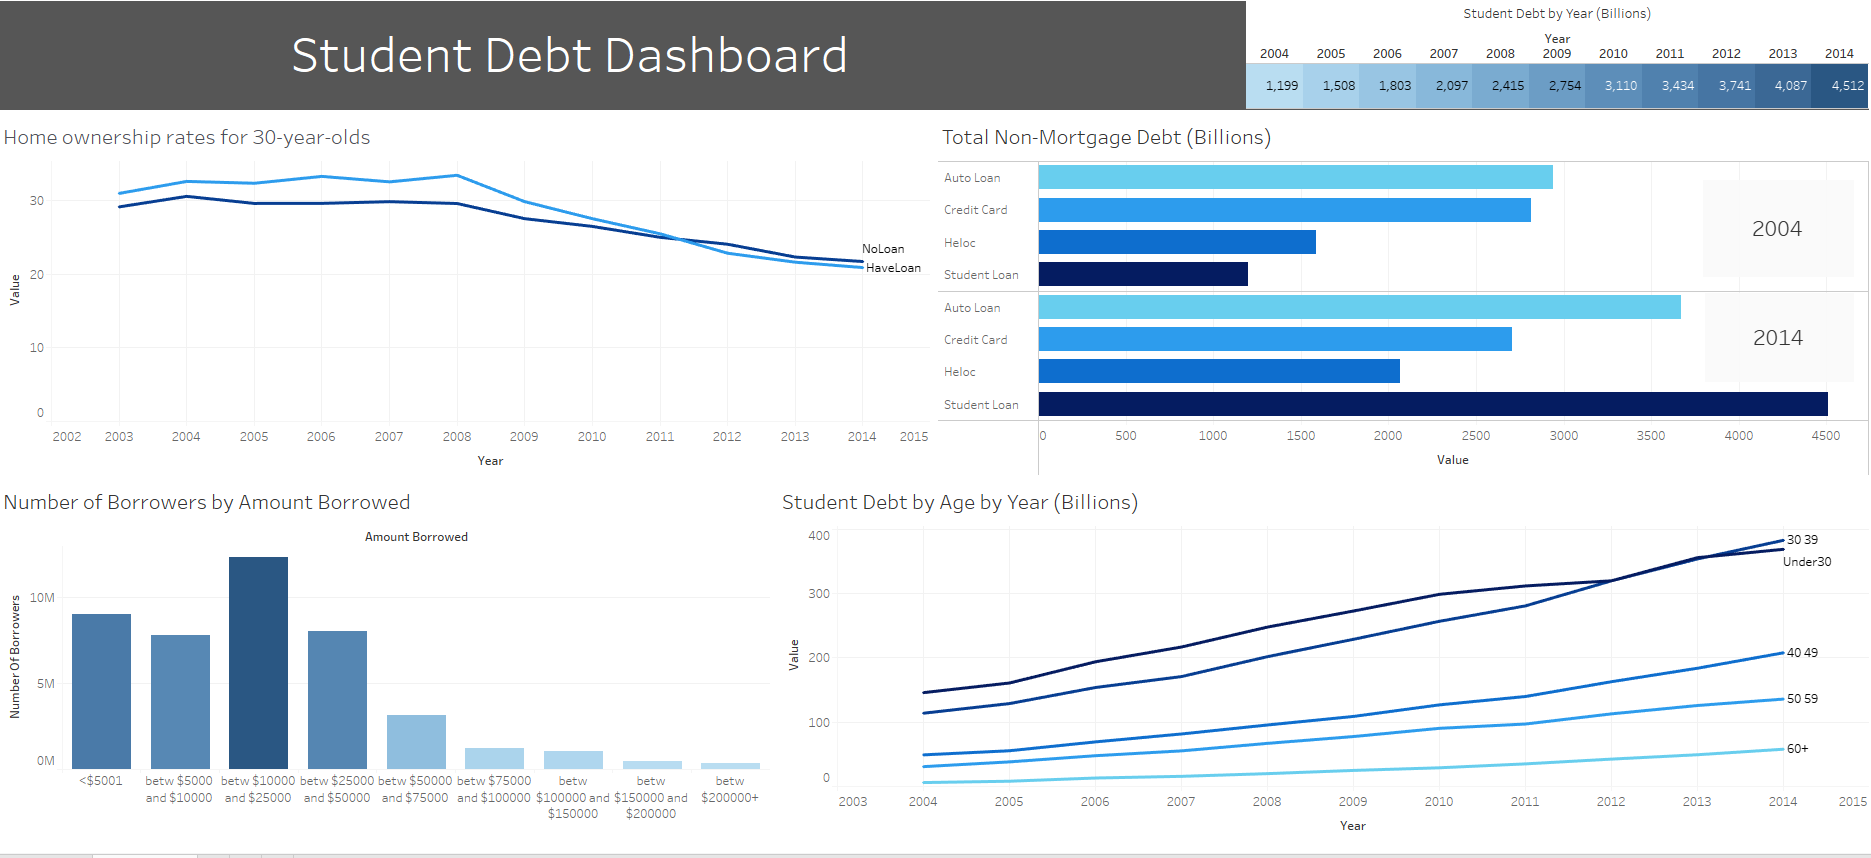 Student Debt Dashboard
Student Debt by Year (Billions)
Year
2004 2005 2006 2007 2008 2009 2010 2011 2012 2013 2014
1,199 1,508 1,803 2,097 2,415 2,754 3,110 3,434 3,741 4,087 4,512
Home ownership rates for 30-year-olds
30
20
10
0
Value
NoLoan
HaveLoan
2002 2003 2004 2005 2006 2007 2008 2009 2010 2011 2012 2013 2014 2015
Year
Total Non-Mortgage Debt (Billions)
Auto Loan
Credit Card
Heloc
Student Loan
2004
Auto Loan
Credit Card
Heloc
Student Loan
2014
0 500 1000 1500 2000 2500 3000 3500 4000 4500
Value
Number of Borrowers by Amount Borrowed
Amount Borrowed
10M
5M
0M
Number Of Borrowers
<$5001
betw $5000
and $10000
betw $10000
and $25000
betw $25000
and $50000
betw $50000
and $75000
betw $75000
and $100000
betw
$100000 and
$150000
betw
$150000 and
$200000
betw
$200000+
Student Debt by Age by Year (Billions)
400
300
200
100
0
Value
30 39
Under30
40 49
50 59
60+
2003 2004 2005 2006 2007 2008 2009 2010 2011 2012 2013 2014 2015
Year